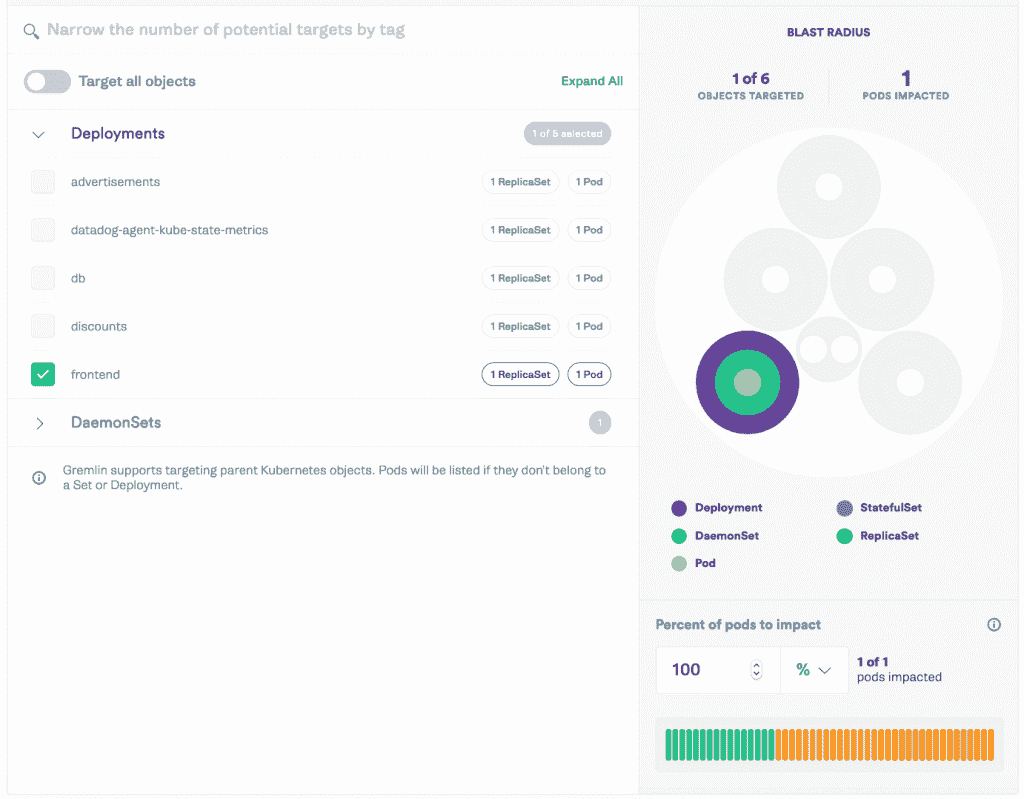 Narrow the number of potential targets by tag
Target all objects
Expand All
Deployments
1 of 5 selected
advertisements
1 ReplicaSet
1 Pod
datadog-agent-kube-state-metrics
1 ReplicaSet
1 Pod
db
1 ReplicaSet
1 Pod
discounts
1 ReplicaSet
1 Pod
frontend
1 ReplicaSet
1 Pod
DaemonSets
1
Gremlin supports targeting parent Kubernetes objects. Pods will be listed if they don't belong to
a Set or Deployment.
BLAST RADIUS
1 of 6
OBJECTS TARGETED
1
PODS IMPACTED
Deployment
StatefulSet
DaemonSet
ReplicaSet
Pod
Percent of pods to impact
100
%
1 of 1
pods impacted